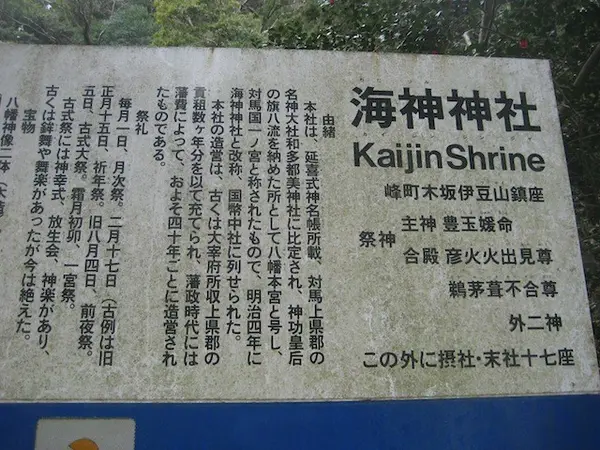 海神神社
Kaijin Shrine
峰町木坂伊豆山鎮座
祭神
主神 豊玉媛命
合殿 彦火火出見尊
鵜茅葺不合尊
外二神
この外に摂社・末社十七座
由緒
本社は、延喜式神名帳所載、対馬上県郡の
名神大社和多都美神社に比定され、神功皇后
の旗八流を納めた所として八幡本宮と号し、
対馬国一ノ宮と称されたもので、明治四年に
海神神社と改称、国幣中社に列せられた。
本社の造営は、古くは大宰府所収上県郡の
貢租数ヶ年分を以て充てられ、藩政時代には
藩費によって、およそ四十年ごとに造営され
たものである。
祭礼
毎月一日、月次祭。二月十七日（古例は旧
正月十五日、祈年祭。旧八月四日、前夜祭。
五日、古式大祭。霜月初卯、一宮祭。
古式祭には神幸式、放生会、神楽があり、
古くは鉾舞や舞楽があったが今は絶えた。
宝物
八幡神像二体